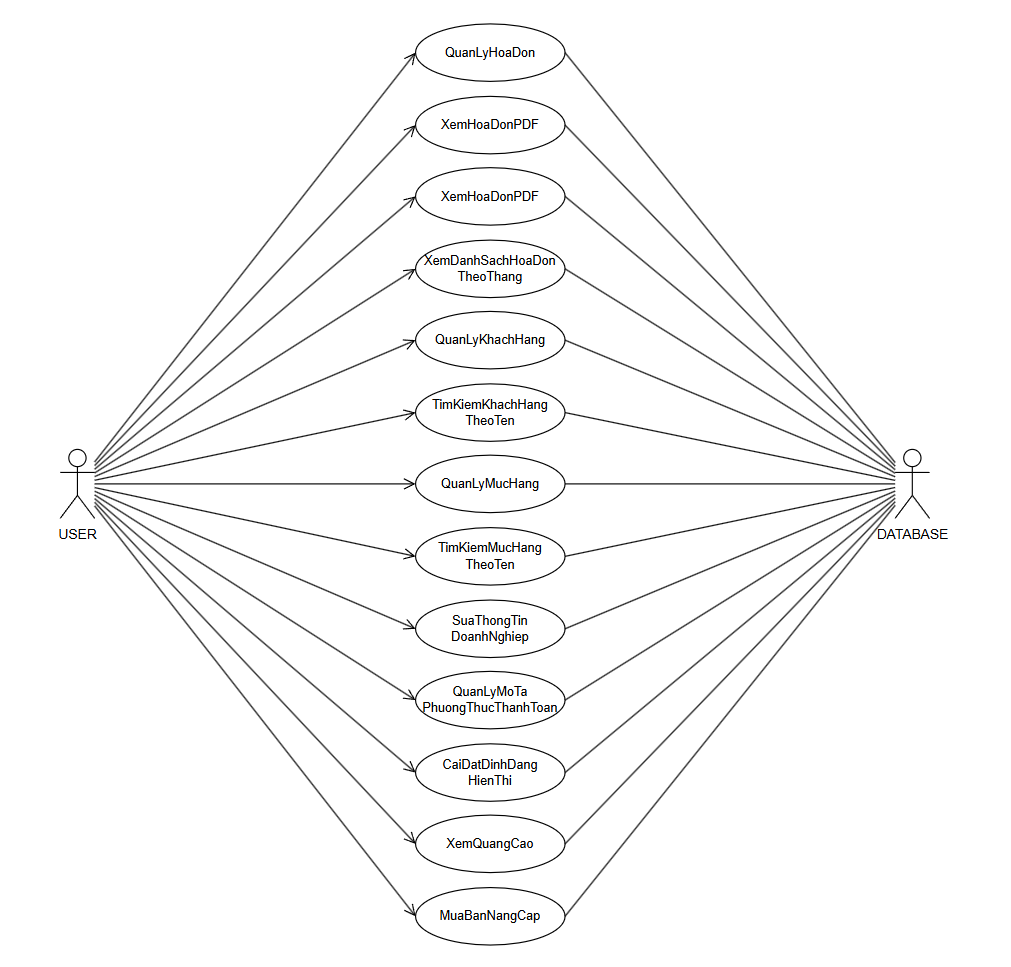 QuanLyHoaDon
XemHoaDonPDF
XemHoaDonPDF
XemDanhSachHoaDon
TheoThang
QuanLyKhachHang
TimKiemKhachHang
TheoTen
QuanLyMucHang
USER
DATABASE
TimKiemMucHang
TheoTen
SuaThongTin
DoanhNghiep
QuanLyMoTa
PhuongThucThanhToan
CaiDatDinhDang
HienThi
XemQuangCao
MuaBanNangCap